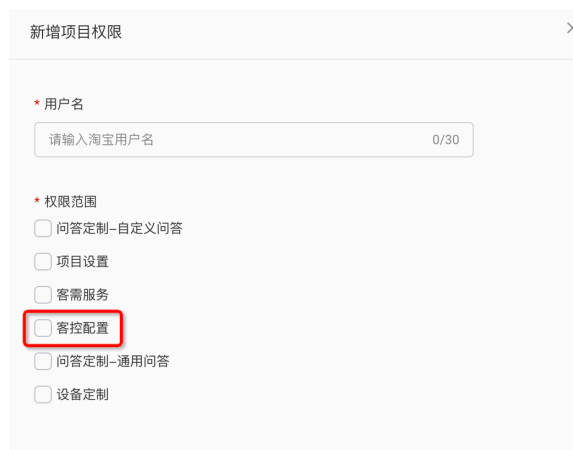 新增项目权限
* 用户名
请输入淘宝用户名 0/30
* 权限范围
问答定制–自定义问答
项目设置
客需服务
客控配置
问答定制–通用问答
设备定制